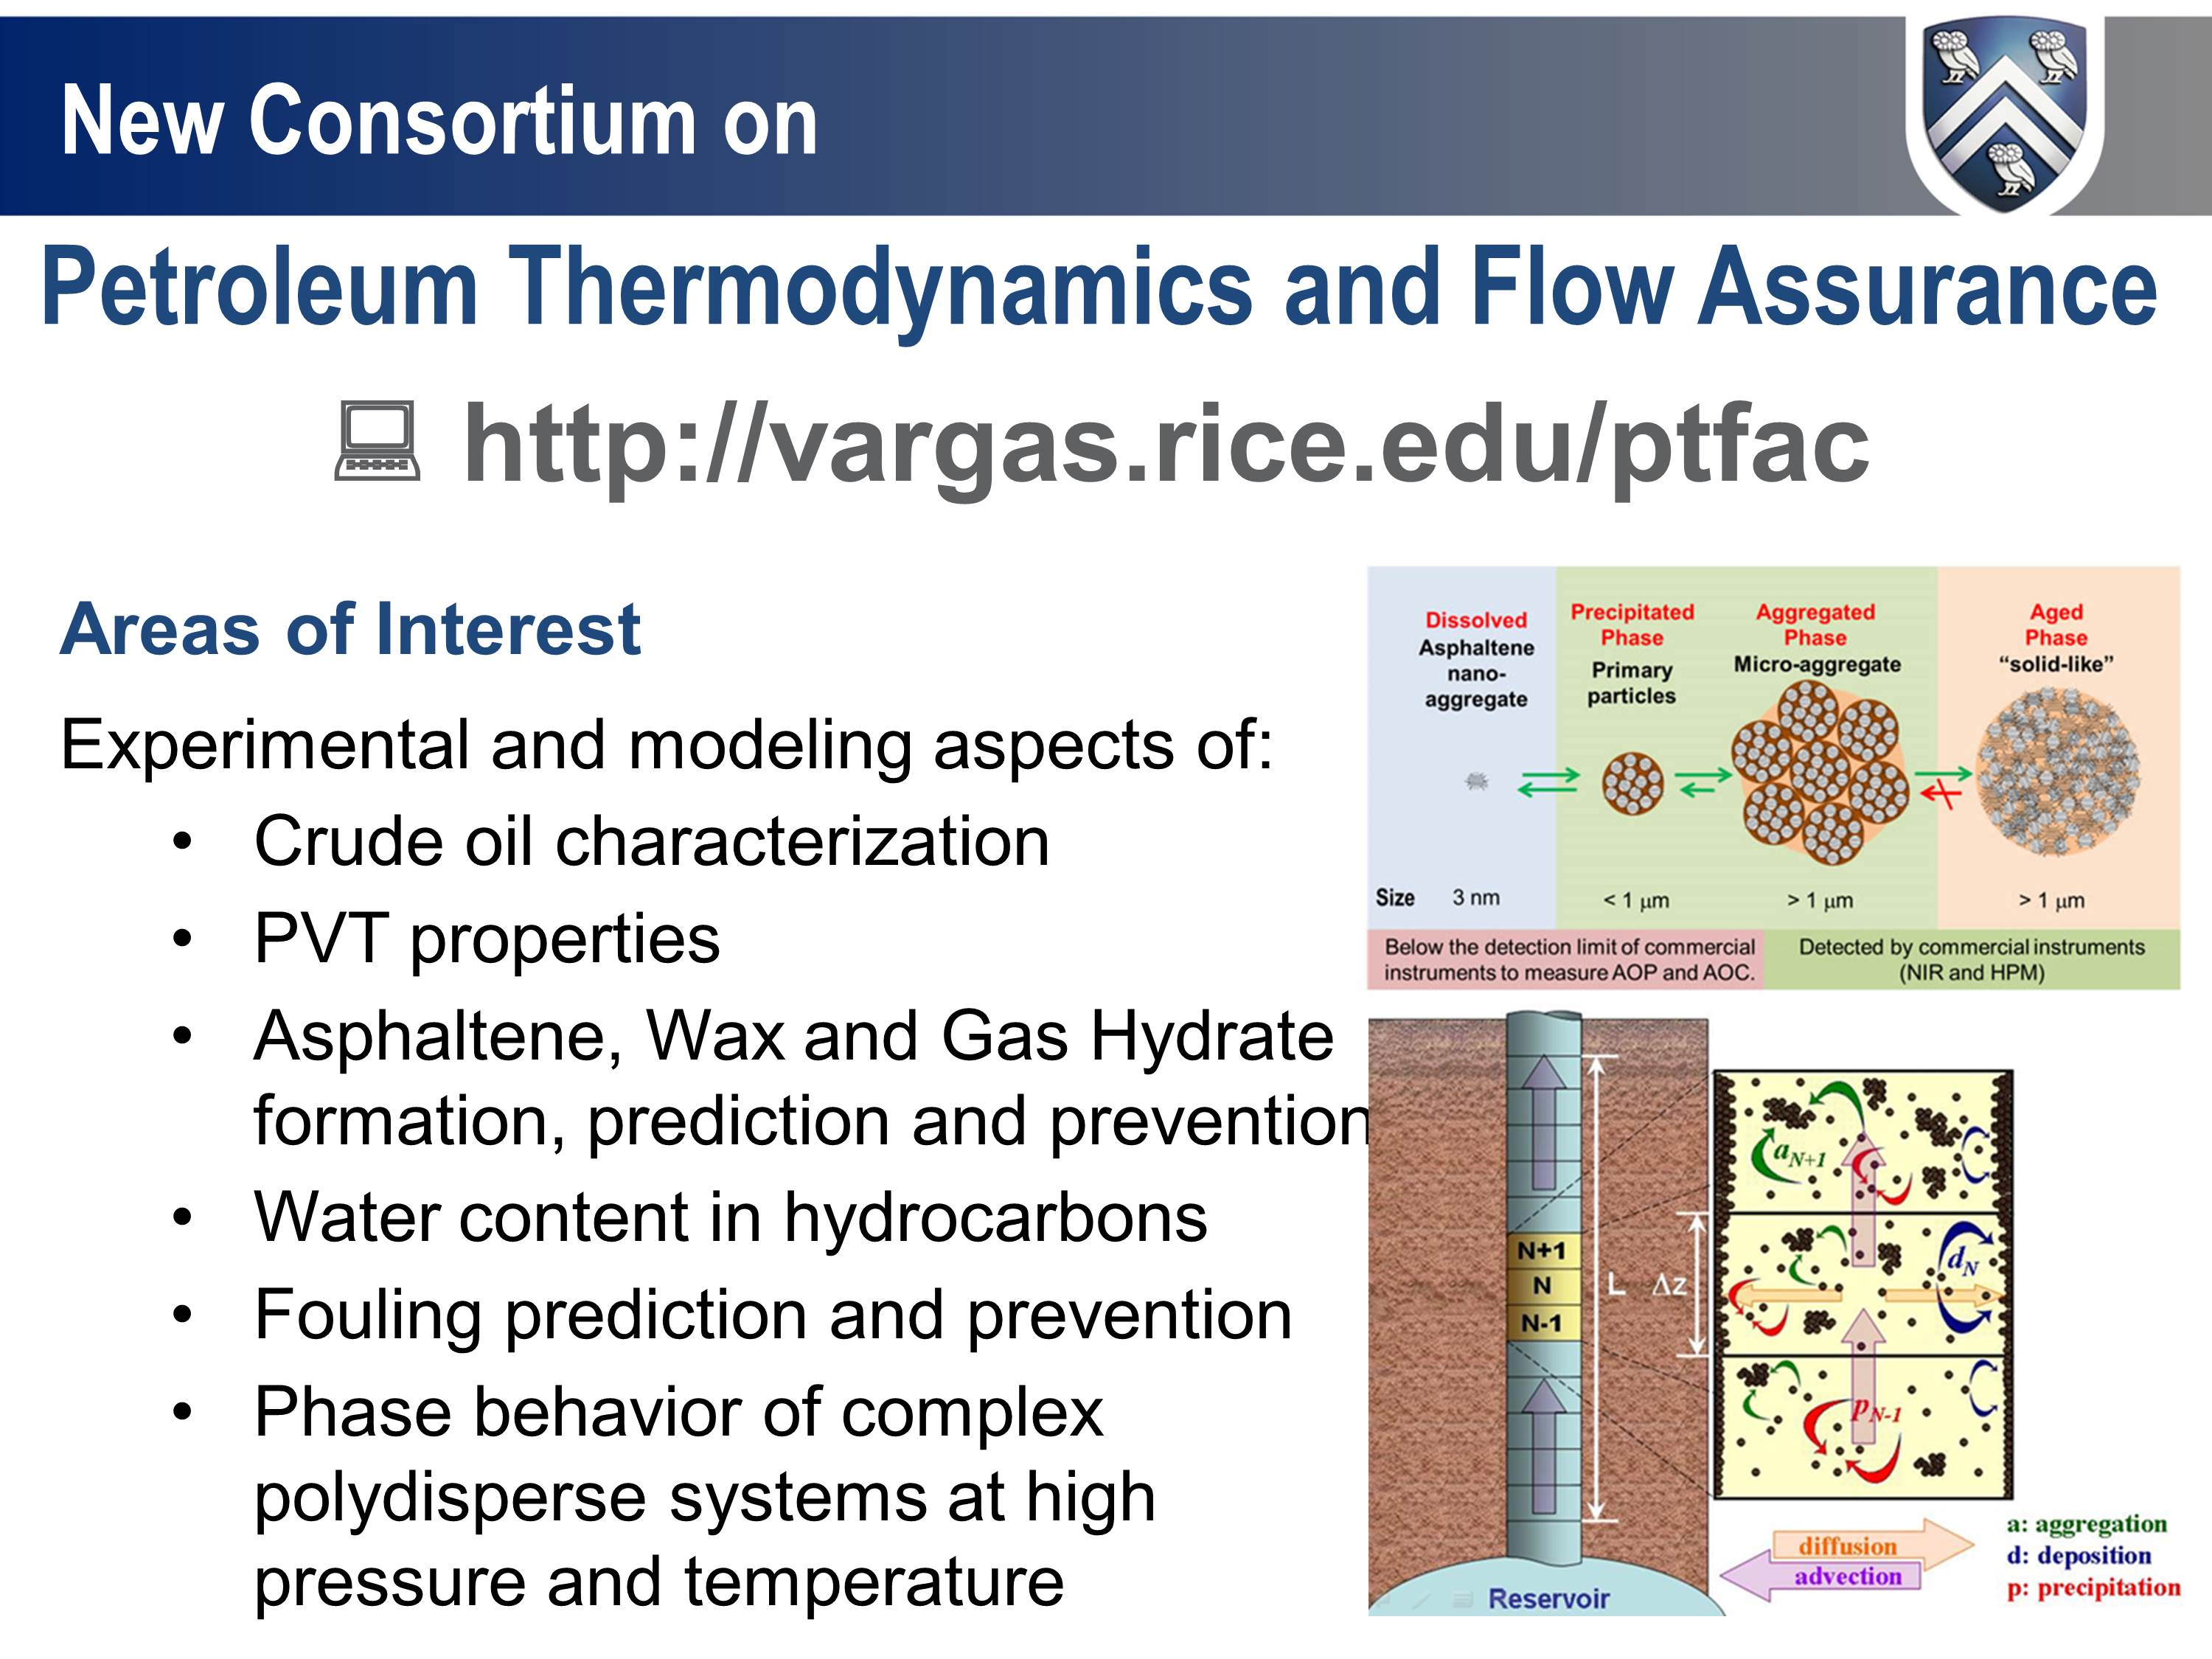 New Consortium on
Petroleum Thermodynamics and Flow Assurance
http://vargas.rice.edu/ptfac
Areas of Interest
Experimental and modeling aspects of:
• Crude oil characterization
• PVT properties
• Asphaltene, Wax and Gas Hydrate
formation, prediction and prevention
• Water content in hydrocarbons
• Fouling prediction and prevention
• Phase behavior of complex
polydisperse systems at high
pressure and temperature
Dissolved
Asphaltene
nano-
aggregate
Precipitated
Phase
Primary
particles
Aggregated
Phase
Micro-aggregate
Aged
Phase
“solid-like”
Size 3 nm < 1 μm > 1 μm > 1 μm
Below the detection limit of commercial
instruments to measure AOP and AOC.
Detected by commercial instruments
(NIR and HPM)
N+1
N
N-1
L Δz
Reservoir
aN+1
dN
pN-1
diffusion
advection
a: aggregation
d: deposition
p: precipitation